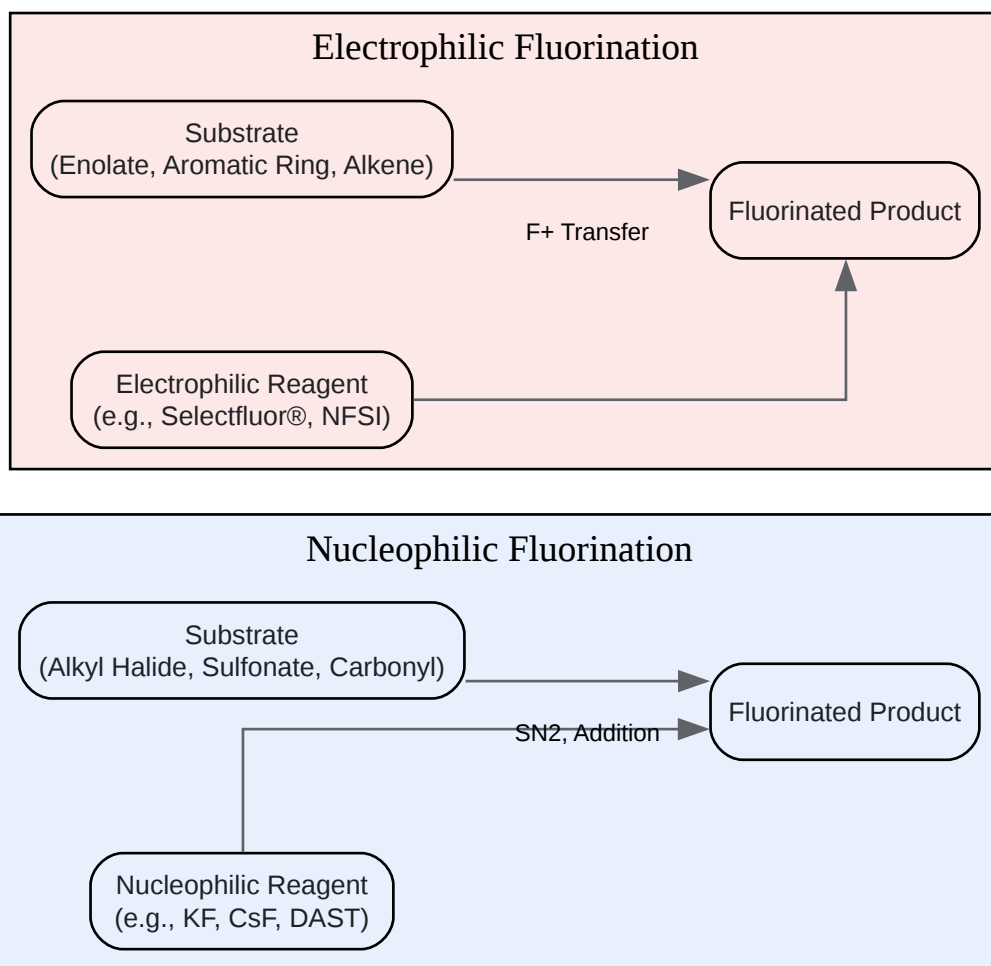 Electrophilic Fluorination
Substrate
(Enolate, Aromatic Ring, Alkene)
Fluorinated Product
F+ Transfer
Electrophilic Reagent
(e.g., Selectfluor®, NFSI)
Nucleophilic Fluorination
Substrate
(Alkyl Halide, Sulfonate, Carbonyl)
Fluorinated Product
SN2, Addition
Nucleophilic Reagent
(e.g., KF, CsF, DAST)